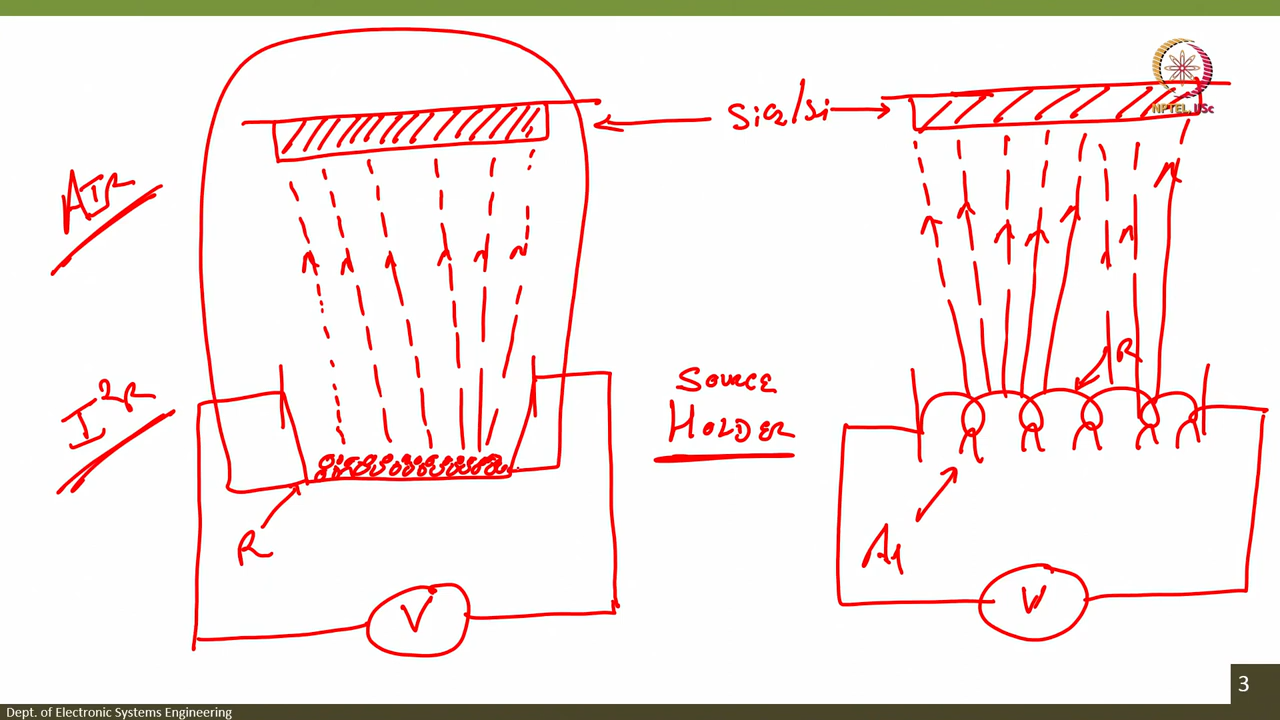 SiO2/Si
NPTEL, IISc
AIR
I²R
R
SOURCE
HOLDER
R
Al
V
V
3
Dept. of Electronic Systems Engineering